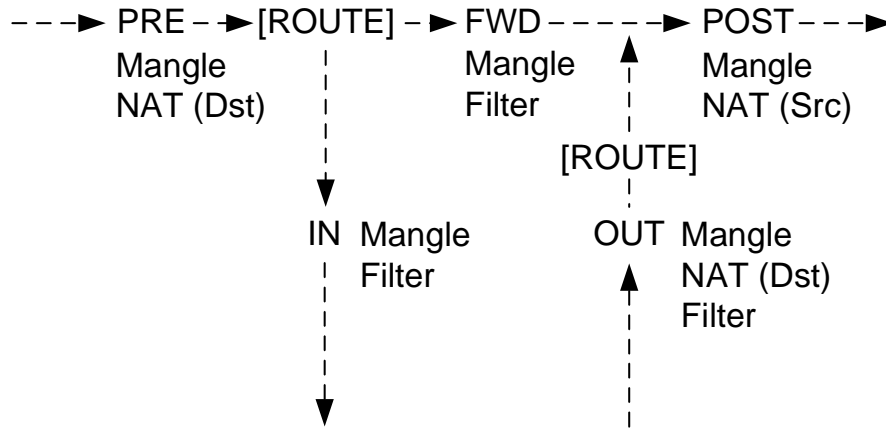 PRE [ROUTE] FWD POST
Mangle Mangle Mangle
NAT (Dst) Filter NAT (Src)
[ROUTE]
IN Mangle OUT Mangle
Filter NAT (Dst)
Filter